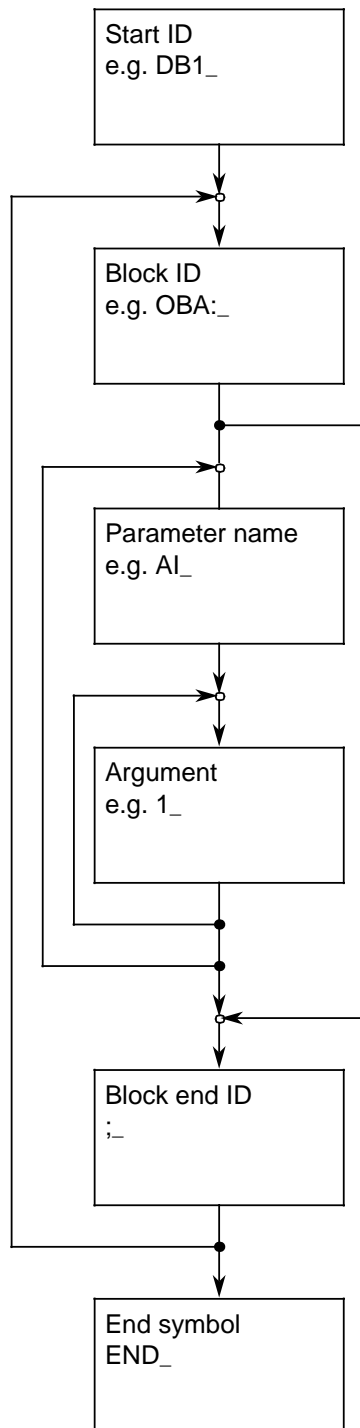 Start ID
e.g. DB1_
Block ID
e.g. OBA:_
Parameter name
e.g. AI_
Argument
e.g. 1_
Block end ID
;_
End symbol
END_